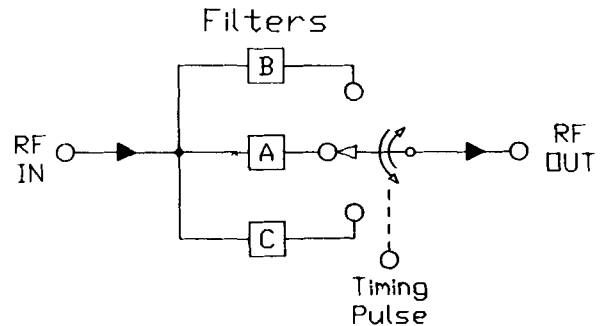 Filters
B
RF
IN
A
RF
OUT
C
Timing
Pulse